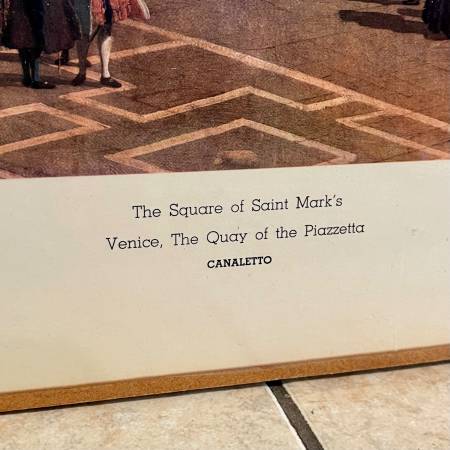 The Square of Saint Mark's
Venice, The Quay of the Piazzetta
CANALETTO